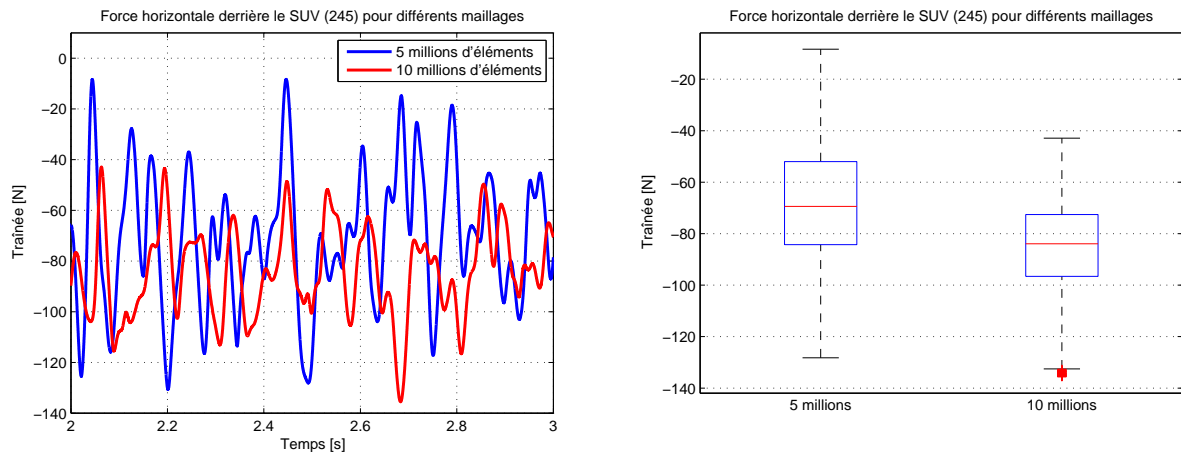 Force horizontale derrière le SUV (245) pour différents maillages
5 millions d'éléments
10 millions d'éléments
0
−20
−40
−60
−80
−100
−120
−140
Traînée [N]
2
2.2
2.4
2.6
2.8
3
Temps [s]
Force horizontale derrière le SUV (245) pour différents maillages
−20
−40
−60
−80
−100
−120
−140
Traînée [N]
5 millions
10 millions